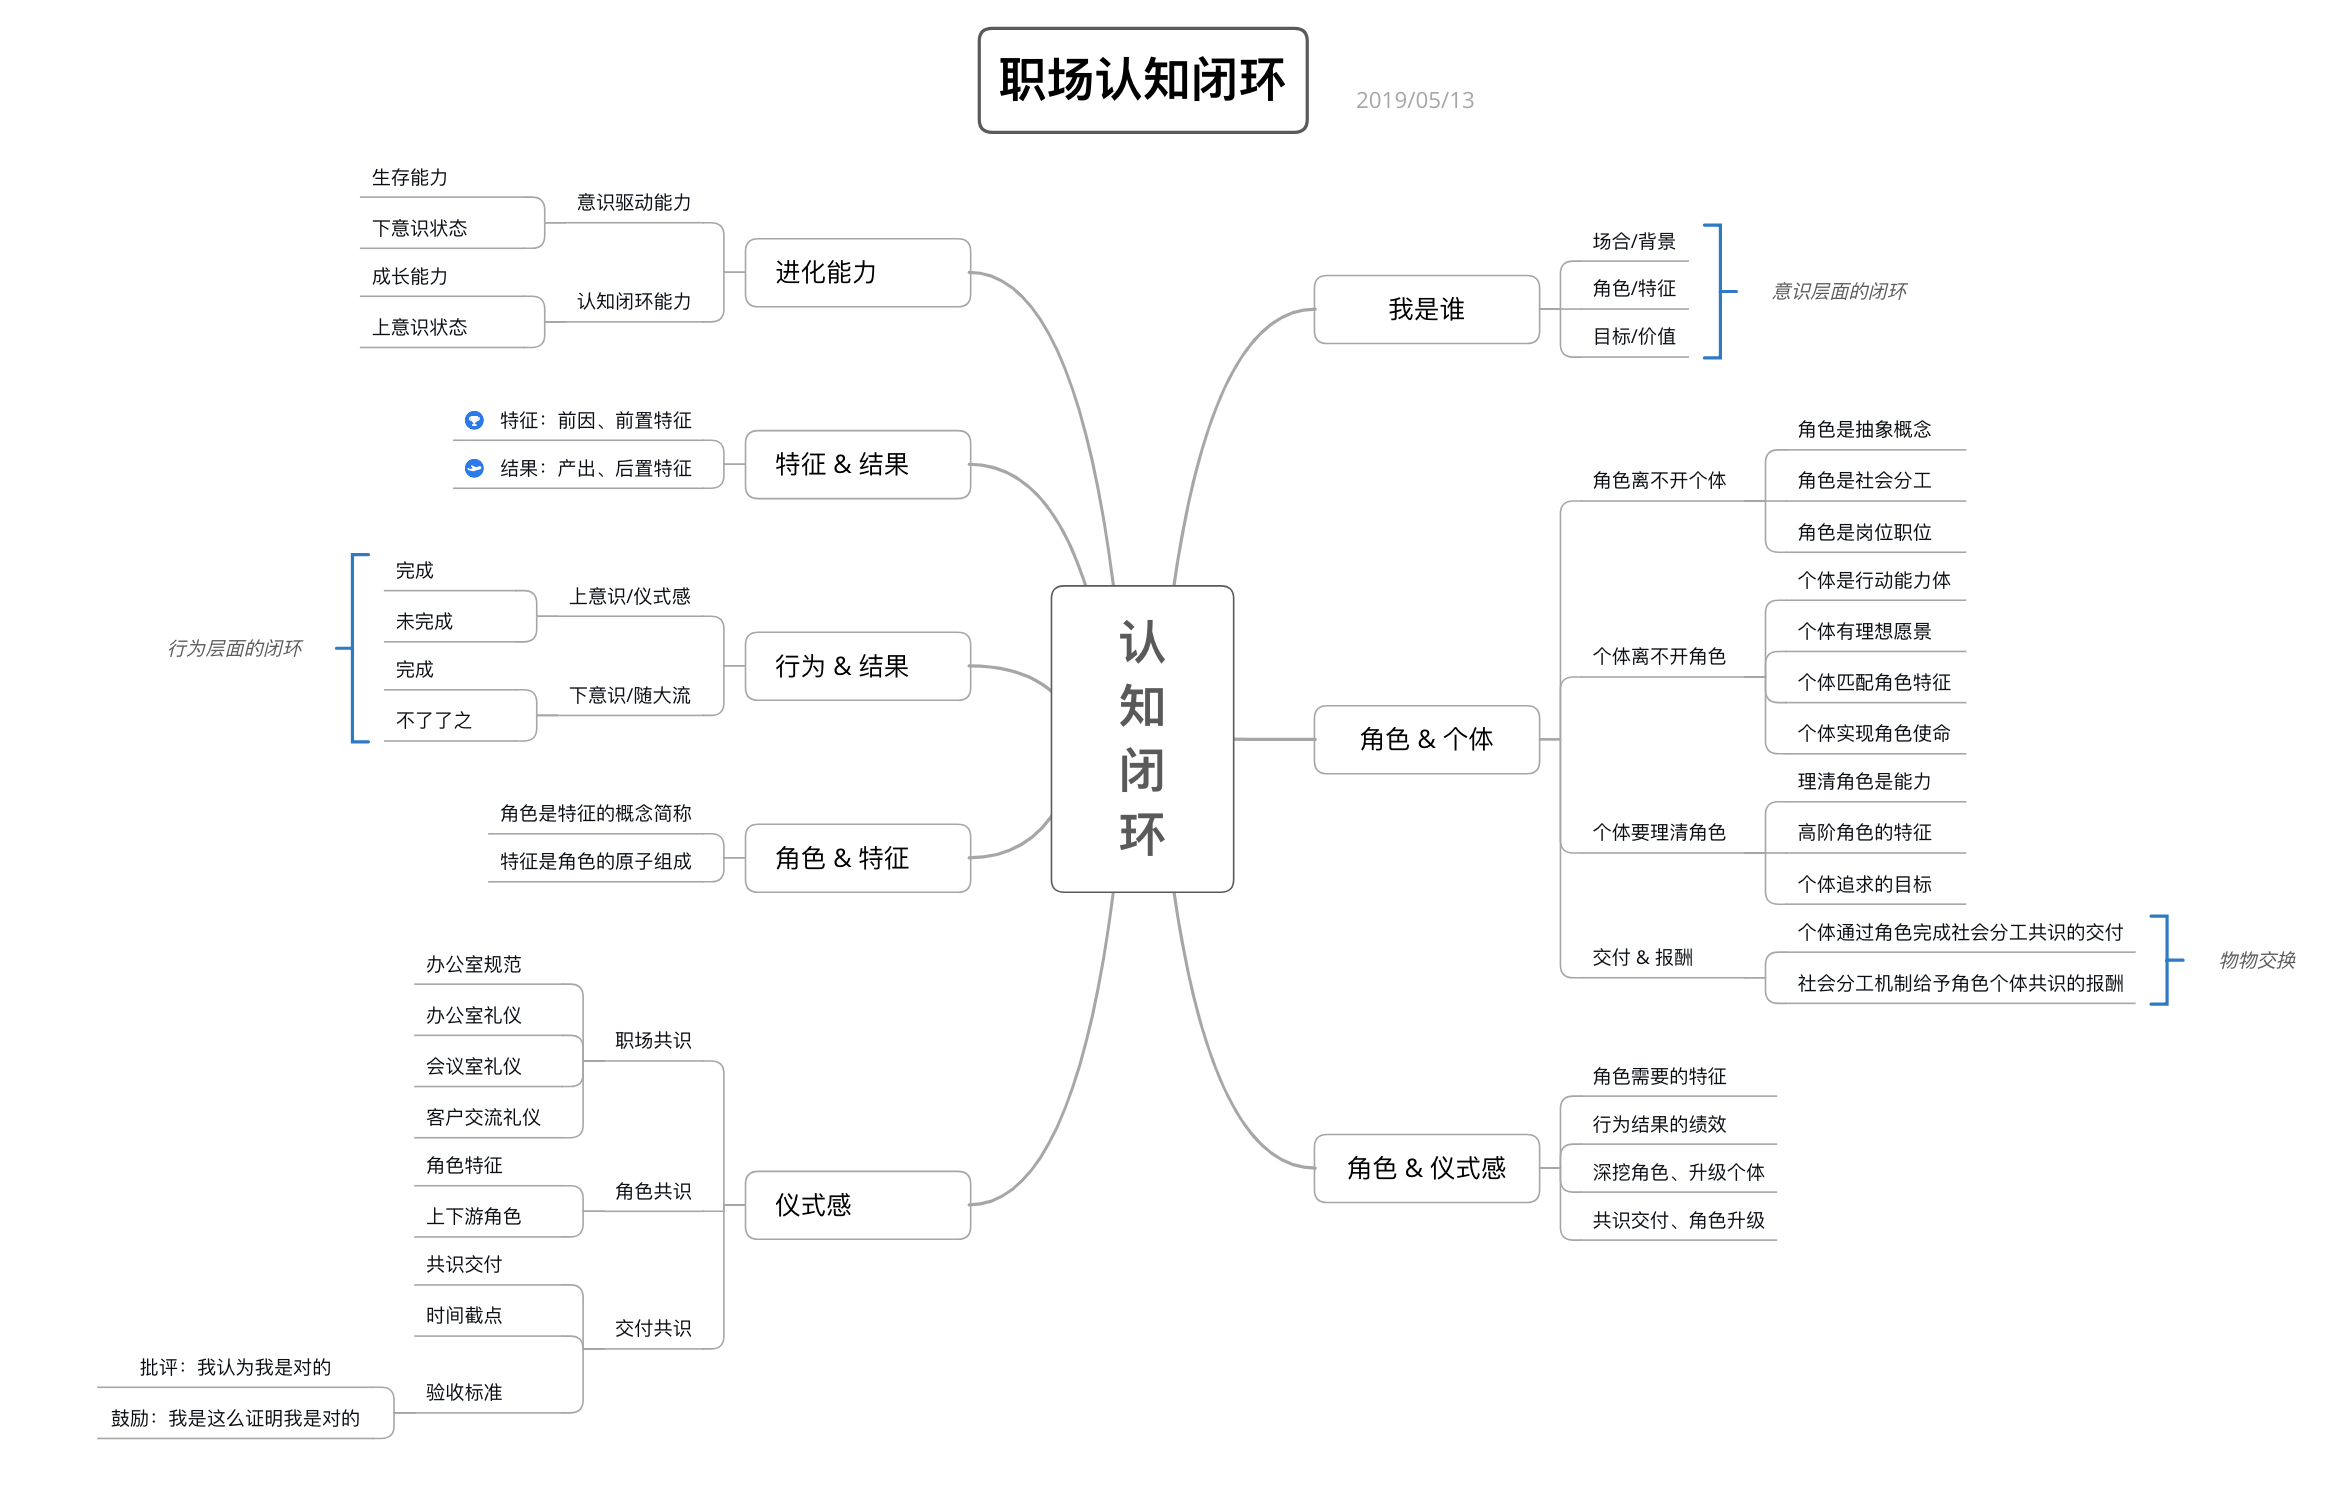 职场认知闭环
2019/05/13
认
知
闭
环
我是谁
场合/背景
角色/特征
目标/价值
意识层面的闭环
角色 & 个体
角色离不开个体
角色是抽象概念
角色是社会分工
角色是岗位职位
个体离不开角色
个体是行动能力体
个体有理想愿景
个体匹配角色特征
个体实现角色使命
个体要理清角色
理清角色是能力
高阶角色的特征
个体追求的目标
交付 & 报酬
个体通过角色完成社会分工共识的交付
社会分工机制给予角色个体共识的报酬
物物交换
角色 & 仪式感
角色需要的特征
行为结果的绩效
深挖角色、升级个体
共识交付、角色升级
进化能力
意识驱动能力
生存能力
下意识状态
认知闭环能力
成长能力
上意识状态
特征 & 结果
特征：前因、前置特征
结果：产出、后置特征
行为 & 结果
上意识/仪式感
完成
未完成
下意识/随大流
完成
不了了之
行为层面的闭环
角色 & 特征
角色是特征的概念简称
特征是角色的原子组成
仪式感
职场共识
办公室规范
办公室礼仪
会议室礼仪
客户交流礼仪
角色共识
角色特征
上下游角色
交付共识
共识交付
时间截点
验收标准
批评：我认为我是对的
鼓励：我是这么证明我是对的